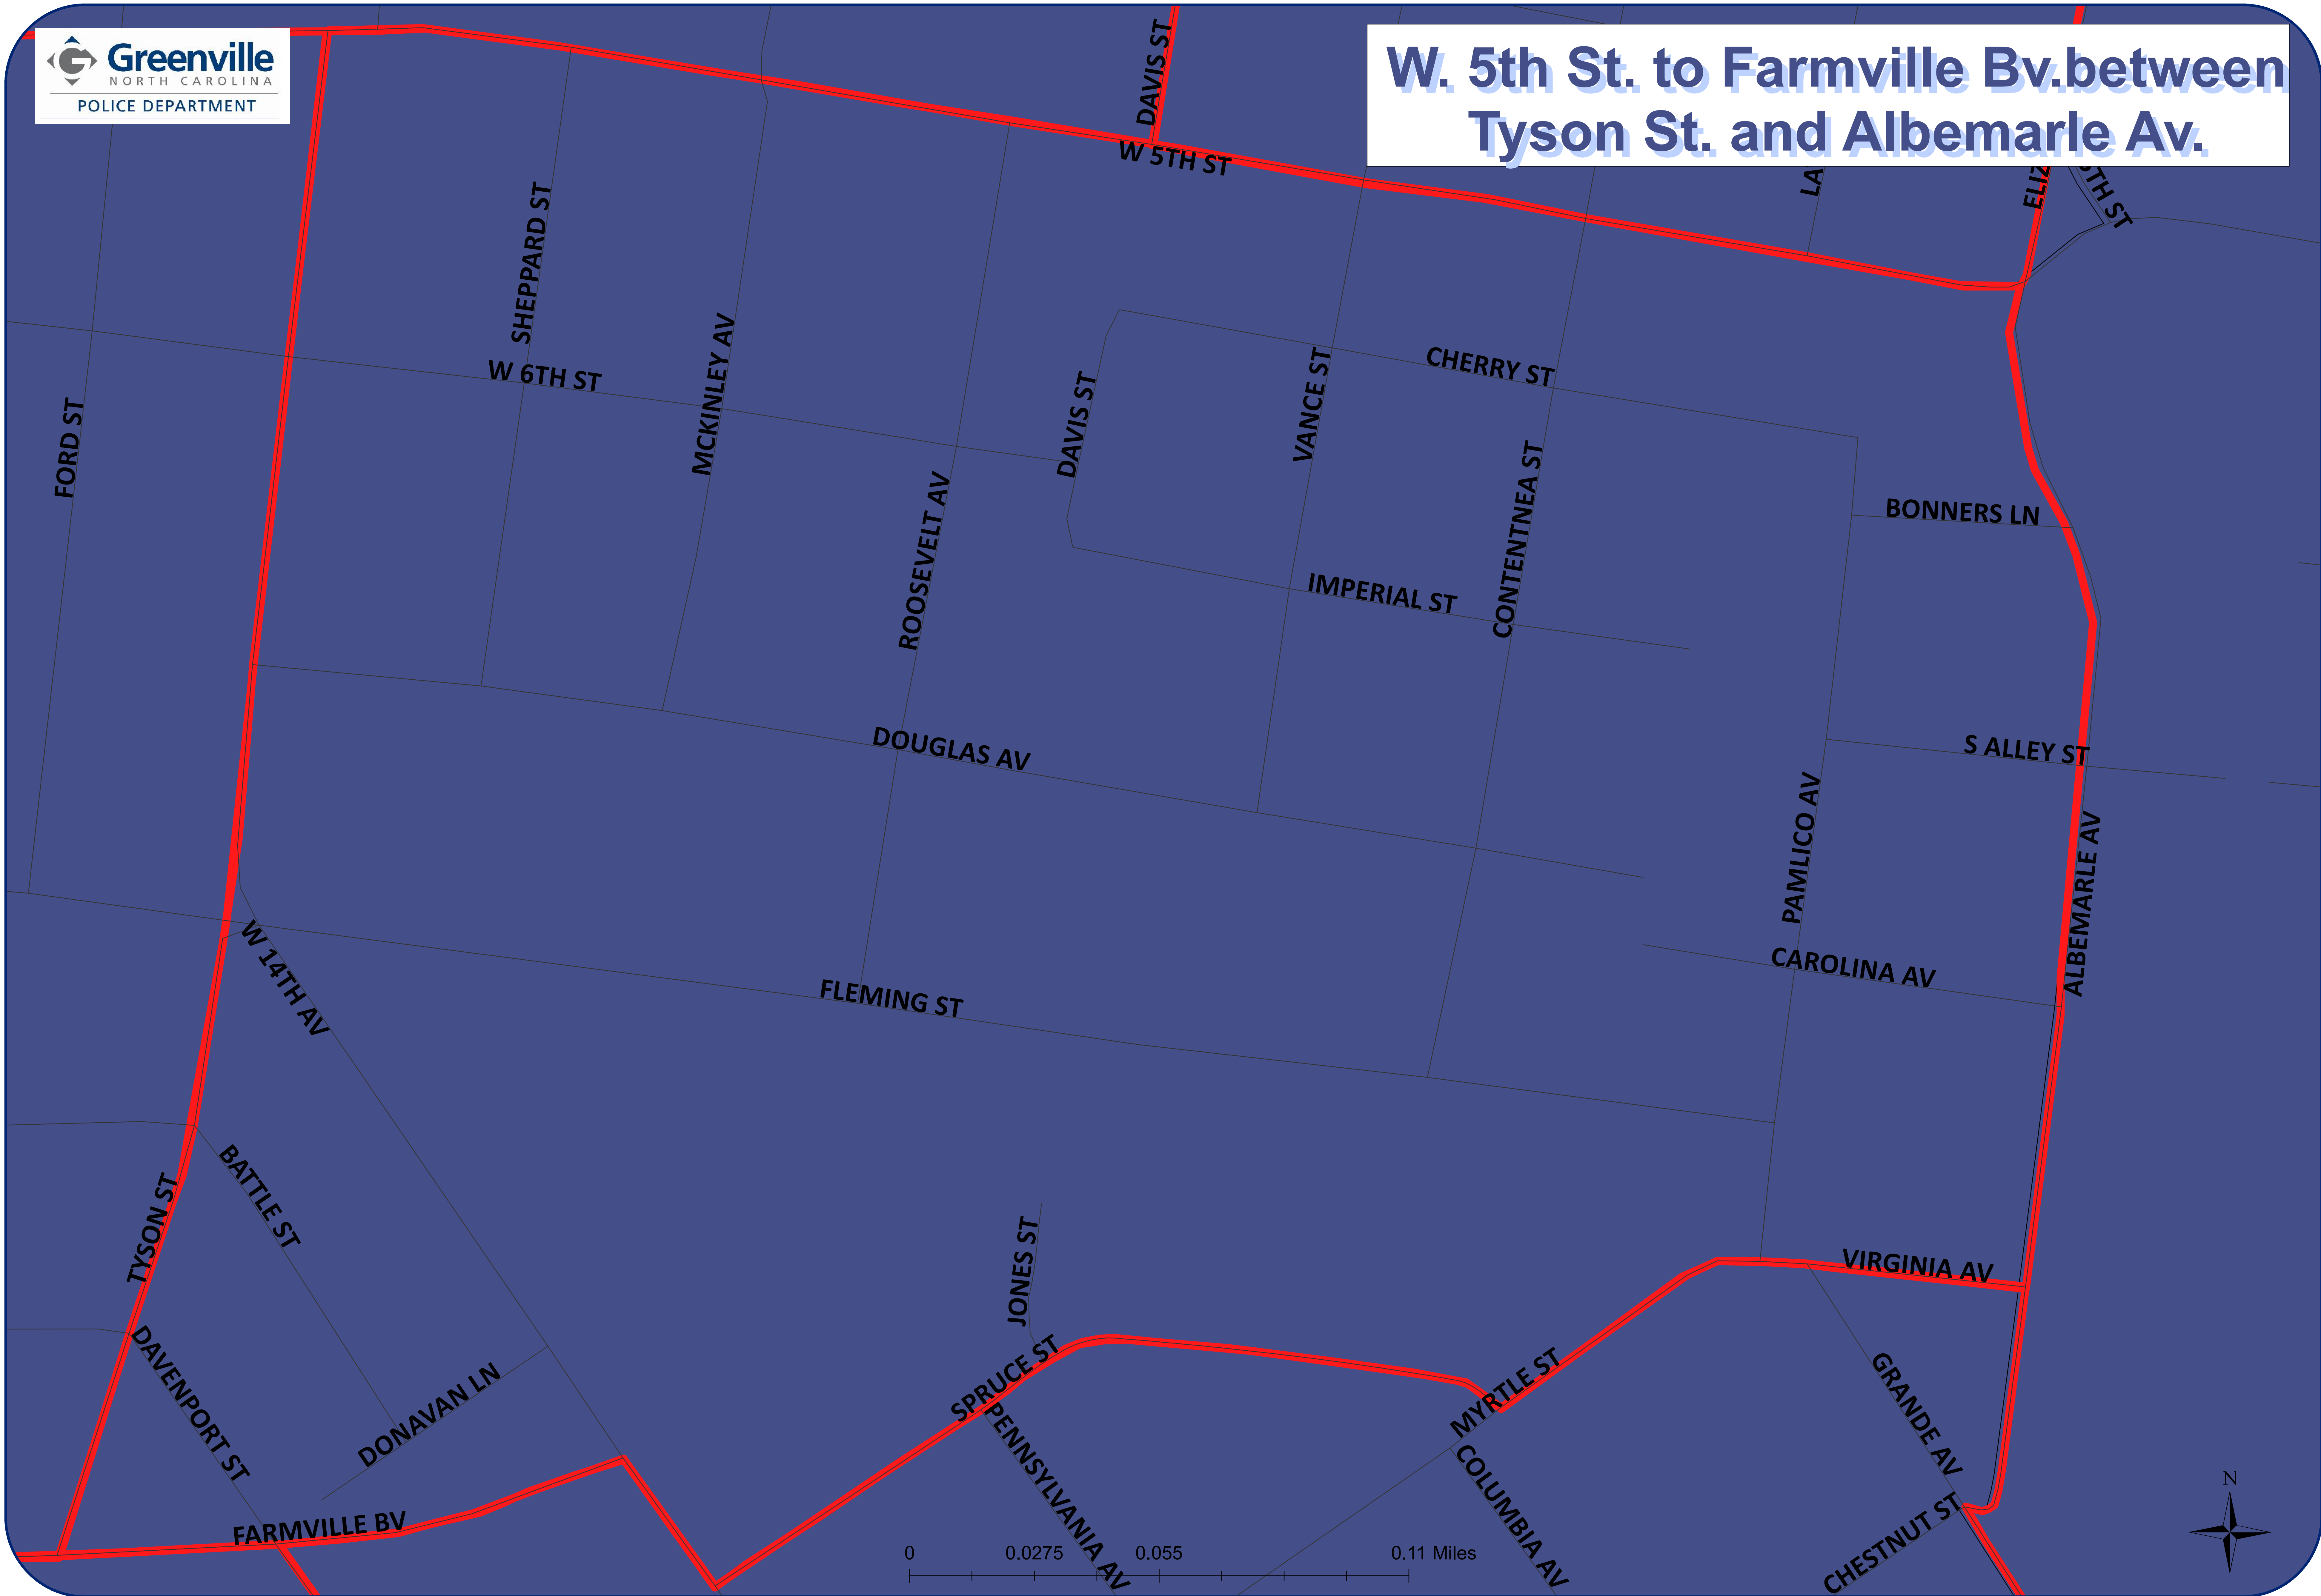 Greenville
NORTH CAROLINA
POLICE DEPARTMENT
W. 5th St. to Farmville Bv.between
Tyson St. and Albemarle Av.
DAVIS ST
W 5TH ST
SHEPPARD ST
MCKINLEY AV
W 6TH ST
FORD ST
DAVIS ST
VANCE ST
CHERRY ST
CONTENTNEA ST
ROOSEVELT AV
BONNERS LN
IMPERIAL ST
DOUGLAS AV
S ALLEY ST
PAMLICO AV
ALBEMARLE AV
CAROLINA AV
W 14TH AV
FLEMING ST
BATTLE ST
TYSON ST
JONES ST
VIRGINIA AV
DAVENPORT ST
DONAVAN LN
SPRUCE ST
MYRTLE ST
GRANDE AV
PENNSYLVANIA AV
COLUMBIA AV
CHESTNUT ST
FARMVILLE BV
N
0 0.0275 0.055 0.11 Miles